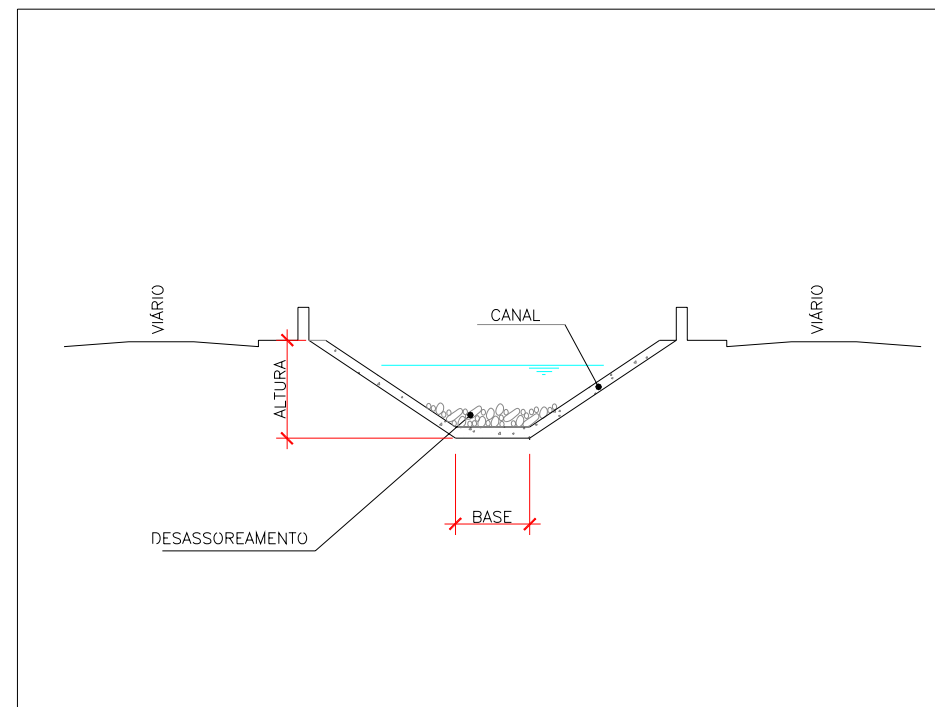 VIÁRIO
CANAL
VIÁRIO
ALTURA
BASE
DESASSOREAMENTO